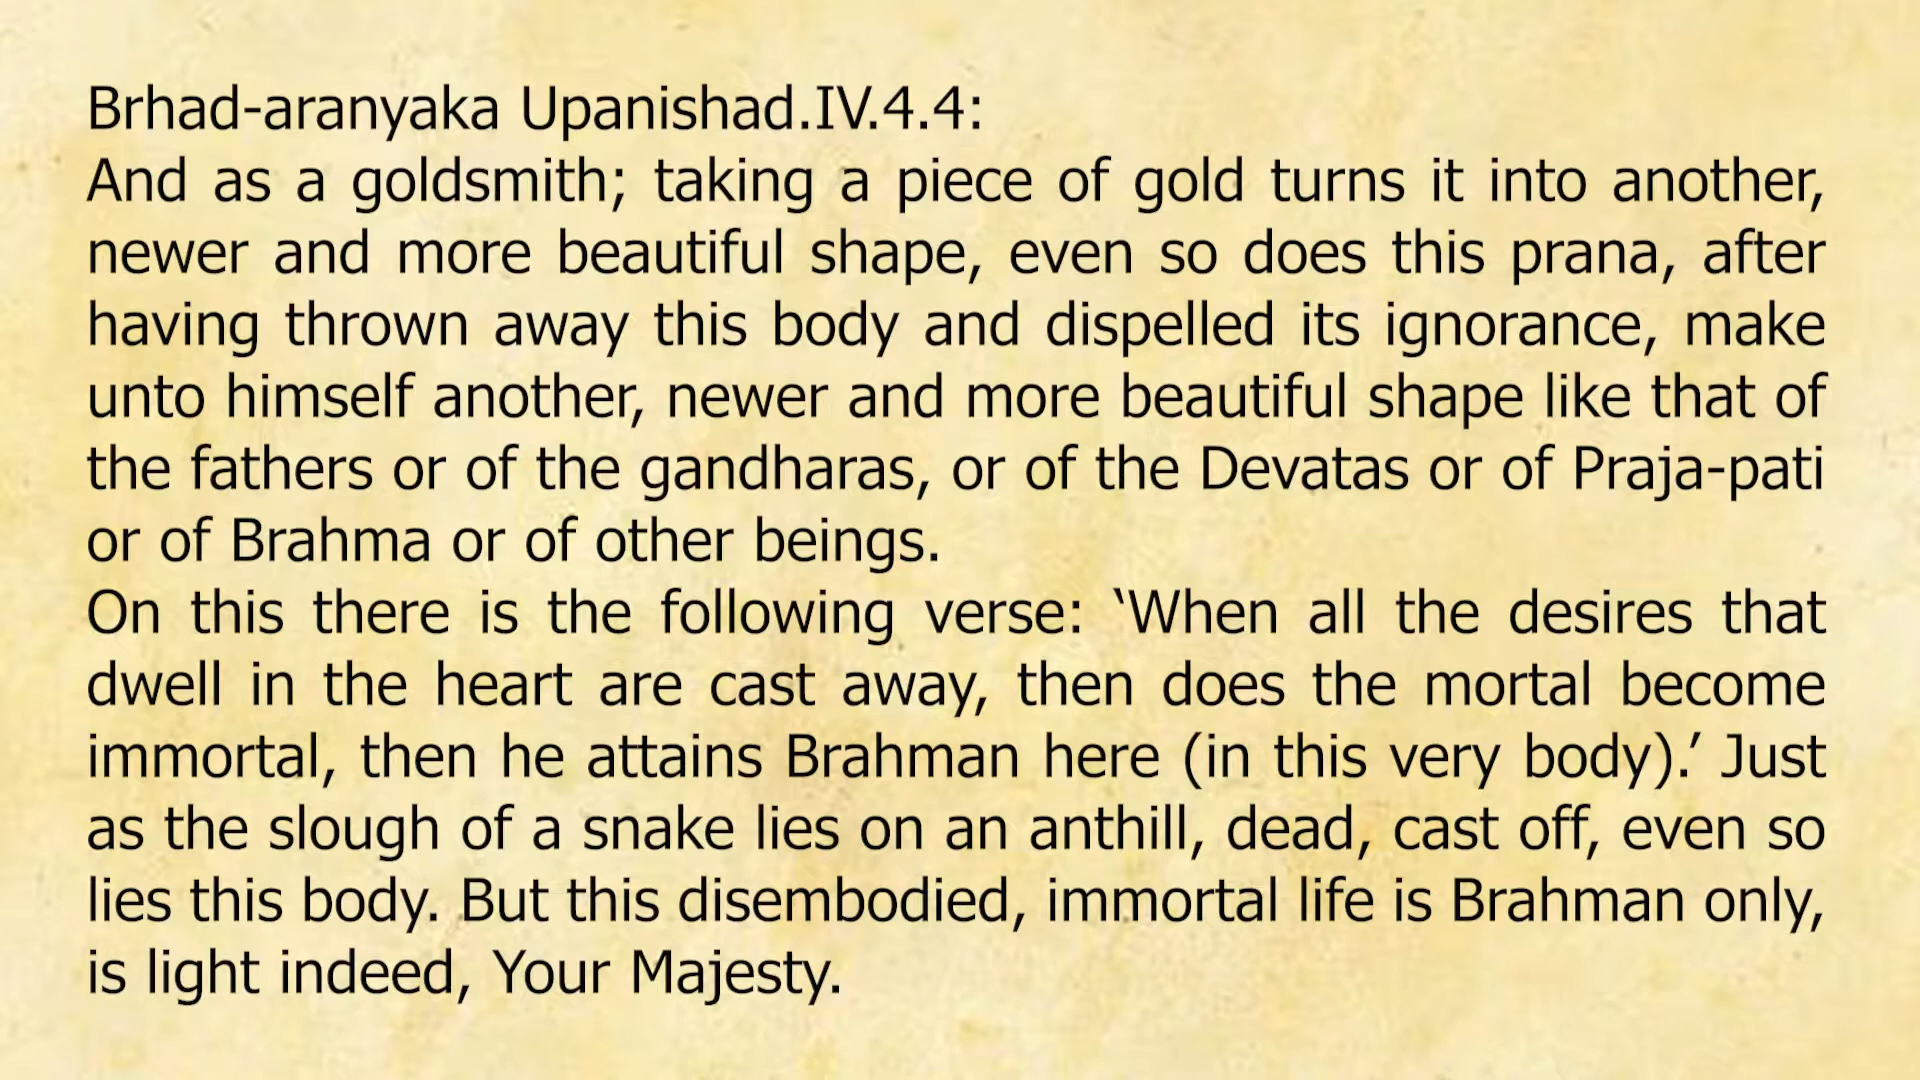 Brhad-aranyaka Upanishad.IV.4.4:
And as a goldsmith; taking a piece of gold turns it into another,
newer and more beautiful shape, even so does this prana, after
having thrown away this body and dispelled its ignorance, make
unto himself another, newer and more beautiful shape like that of
the fathers or of the gandharas, or of the Devatas or of Praja-pati
or of Brahma or of other beings.
On this there is the following verse: ‘When all the desires that
dwell in the heart are cast away, then does the mortal become
immortal, then he attains Brahman here (in this very body).’ Just
as the slough of a snake lies on an anthill, dead, cast off, even so
lies this body. But this disembodied, immortal life is Brahman only,
is light indeed, Your Majesty.